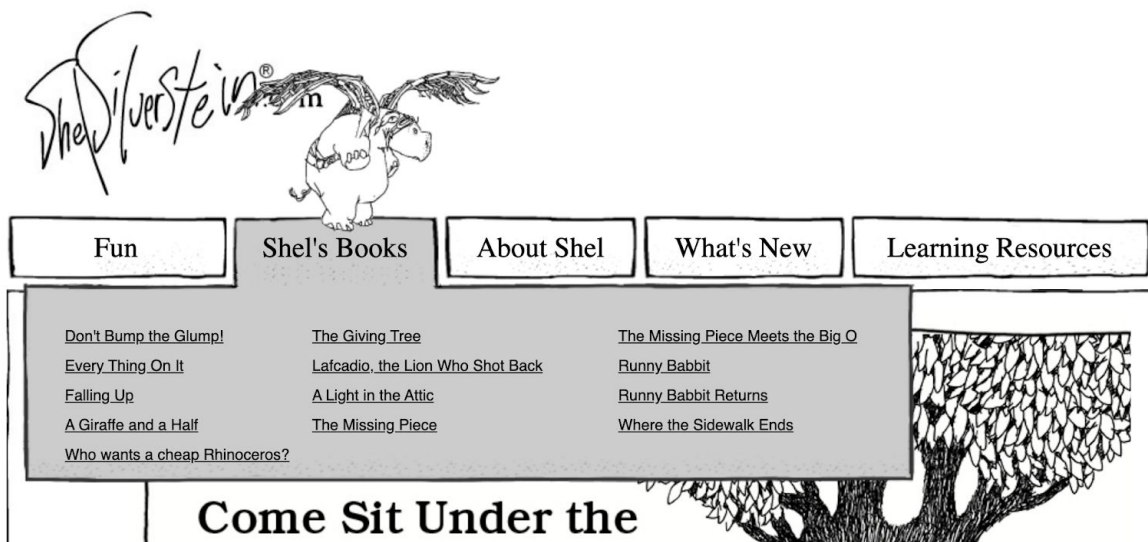 Shel Silverstein®.com
Fun
Shel's Books
About Shel
What's New
Learning Resources
Don't Bump the Glump!
Every Thing On It
Falling Up
A Giraffe and a Half
Who wants a cheap Rhinoceros?
The Giving Tree
Lafcadio, the Lion Who Shot Back
A Light in the Attic
The Missing Piece
The Missing Piece Meets the Big O
Runny Babbit
Runny Babbit Returns
Where the Sidewalk Ends
Come Sit Under the